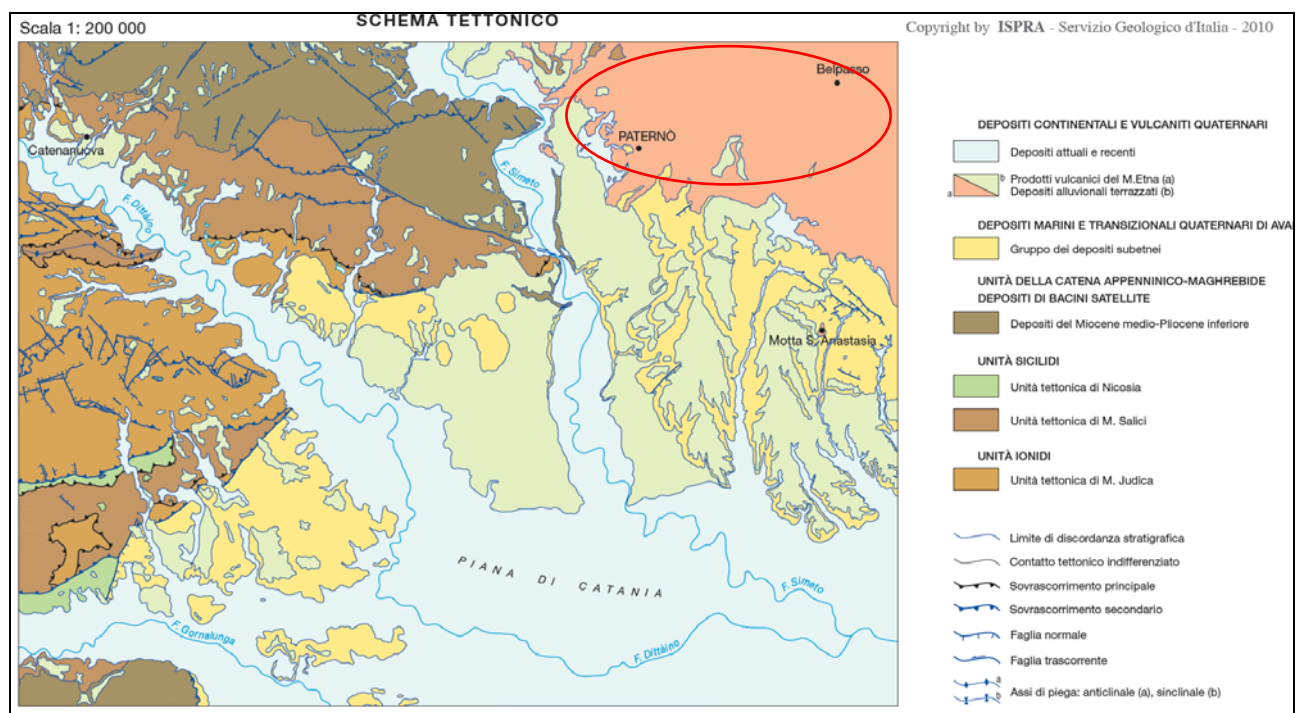 SCHEMA TETTONICO
Scala 1: 200 000
Copyright by ISPRA - Servizio Geologico d'Italia - 2010
Belpasso
PATERNÒ
Catenanuova
F. Simeto
F. Dittàino
Motta S. Anastasia
PIANA DI CATANIA
F. Simeto
F. Gornalunga
F. Dittàino
DEPOSITI CONTINENTALI E VULCANITI QUATERNARI
Depositi attuali e recenti
a
b
Prodotti vulcanici del M.Etna (a)
Depositi alluvionali terrazzati (b)
DEPOSITI MARINI E TRANSIZIONALI QUATERNARI DI AVA
Gruppo dei depositi subetnei
UNITÀ DELLA CATENA APPENNINICO-MAGHREBIDE
DEPOSITI DI BACINI SATELLITE
Depositi del Miocene medio-Pliocene inferiore
UNITÀ SICILIDI
Unità tettonica di Nicosia
Unità tettonica di M. Salici
UNITÀ IONIDI
Unità tettonica di M. Judica
Limite di discordanza stratigrafica
Contatto tettonico indifferenziato
Sovrascorrimento principale
Sovrascorrimento secondario
Faglia normale
Faglia trascorrente
a
b
Assi di piega: anticlinale (a), sinclinale (b)